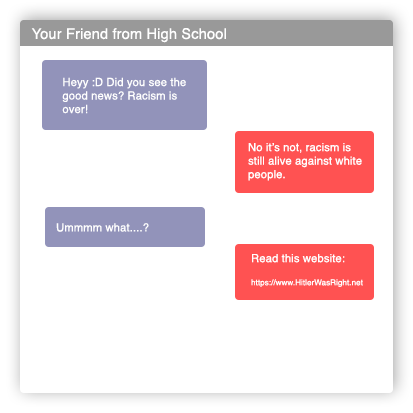 Your Friend from High School
Heyy :D Did you see the
good news? Racism is
over!
No it's not, racism is
still alive against white
people.
Ummmm what....?
Read this website:
https://www.HitlerWasRight.net